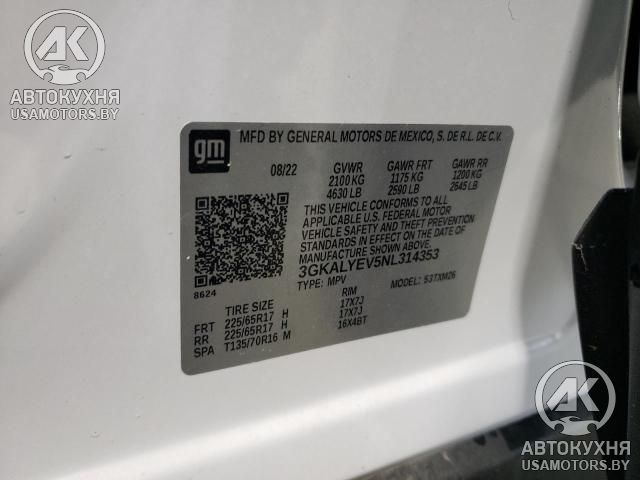 AK
АВТОКУХНЯ
USAMOTORS.BY
gm
MFD BY GENERAL MOTORS DE MEXICO, S. DE R.L. DE C.V.
08/22 GVWR GAWR FRT GAWR RR
2100 KG 1175 KG 1200 KG
4630 LB 2590 LB 2645 LB
THIS VEHICLE CONFORMS TO ALL
APPLICABLE U.S. FEDERAL MOTOR
VEHICLE SAFETY AND THEFT PREVENTION
STANDARDS IN EFFECT ON THE DATE OF
MANUFACTURE SHOWN ABOVE.
3GKALYEV5NL314353
TYPE: MPV MODEL: 53TXM26
8624
TIRE SIZE RIM
FRT 225/65R17 H 17X7J
RR 225/65R17 H 17X7J
SPA T135/70R16 M 16X4BT
AK
АВТОКУХНЯ
USAMOTORS.BY